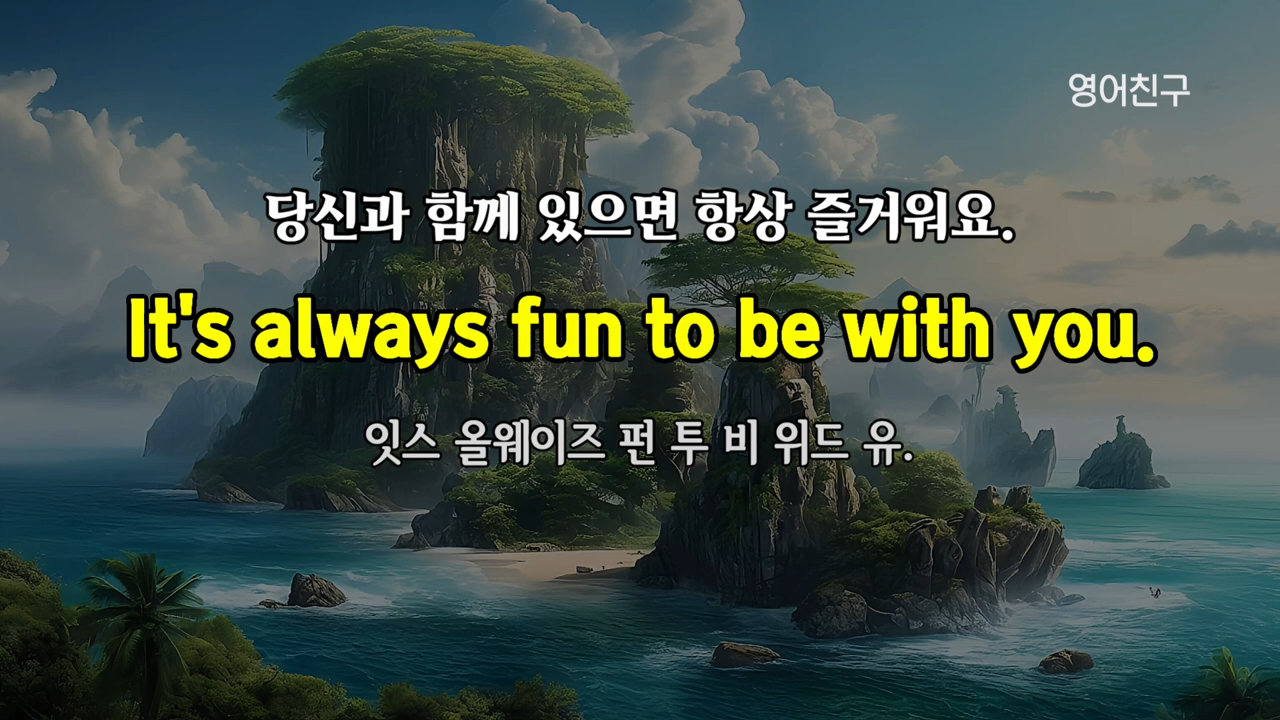 영어친구
당신과 함께 있으면 항상 즐거워요.
It's always fun to be with you.
잇스 올웨이즈 펀 투 비 위드 유.